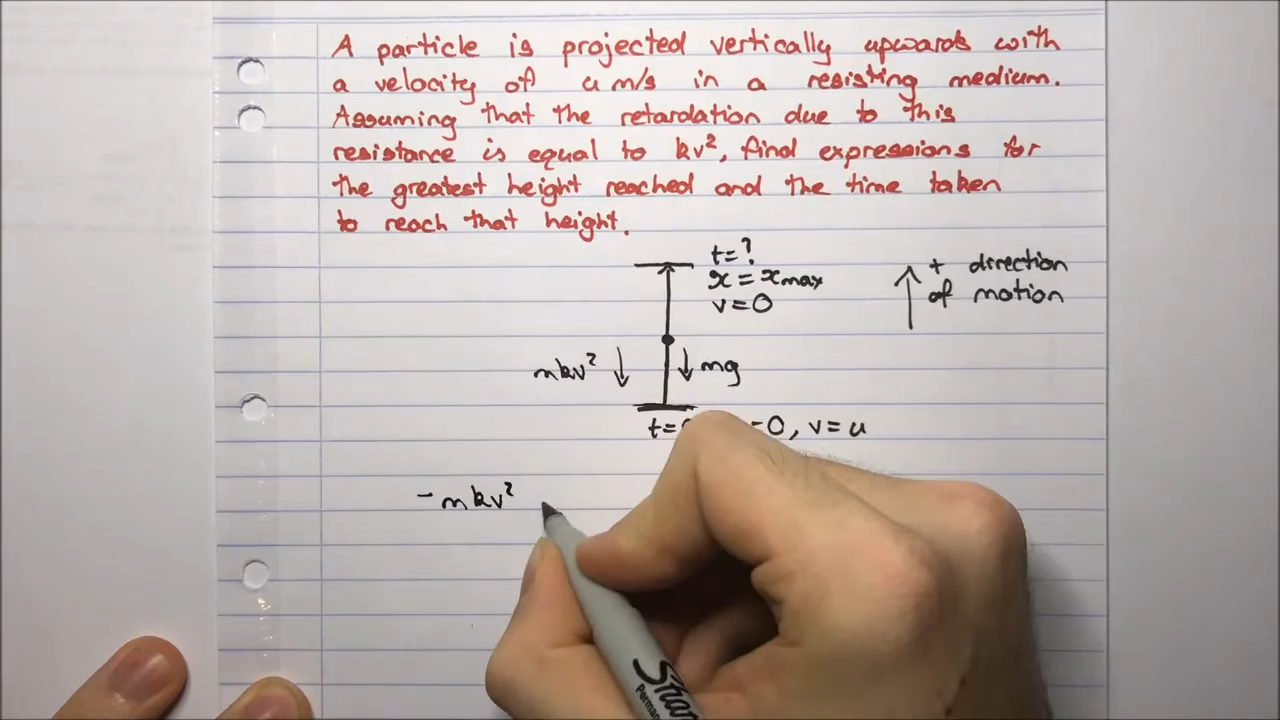 A particle is projected vertically upwards with
a velocity of u m/s in a resisting medium.
Assuming that the retardation due to this
resistance is equal to kv², find expressions for
the greatest height reached and the time taken
to reach that height.
t=?
x = xmax
v=0
+ direction
of motion
mkv² ↓ ↓ mg
t= =0, v=u
-mkv²